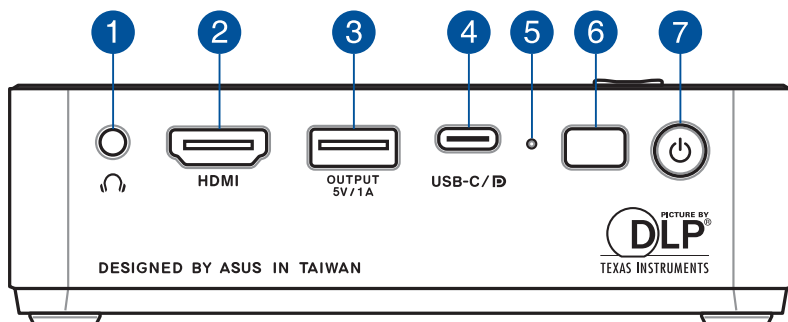 1 2 3 4 5 6 7
HDMI
OUTPUT
5V/1A
USB-C/
PICTURE BY
DLP®
TEXAS INSTRUMENTS
DESIGNED BY ASUS IN TAIWAN